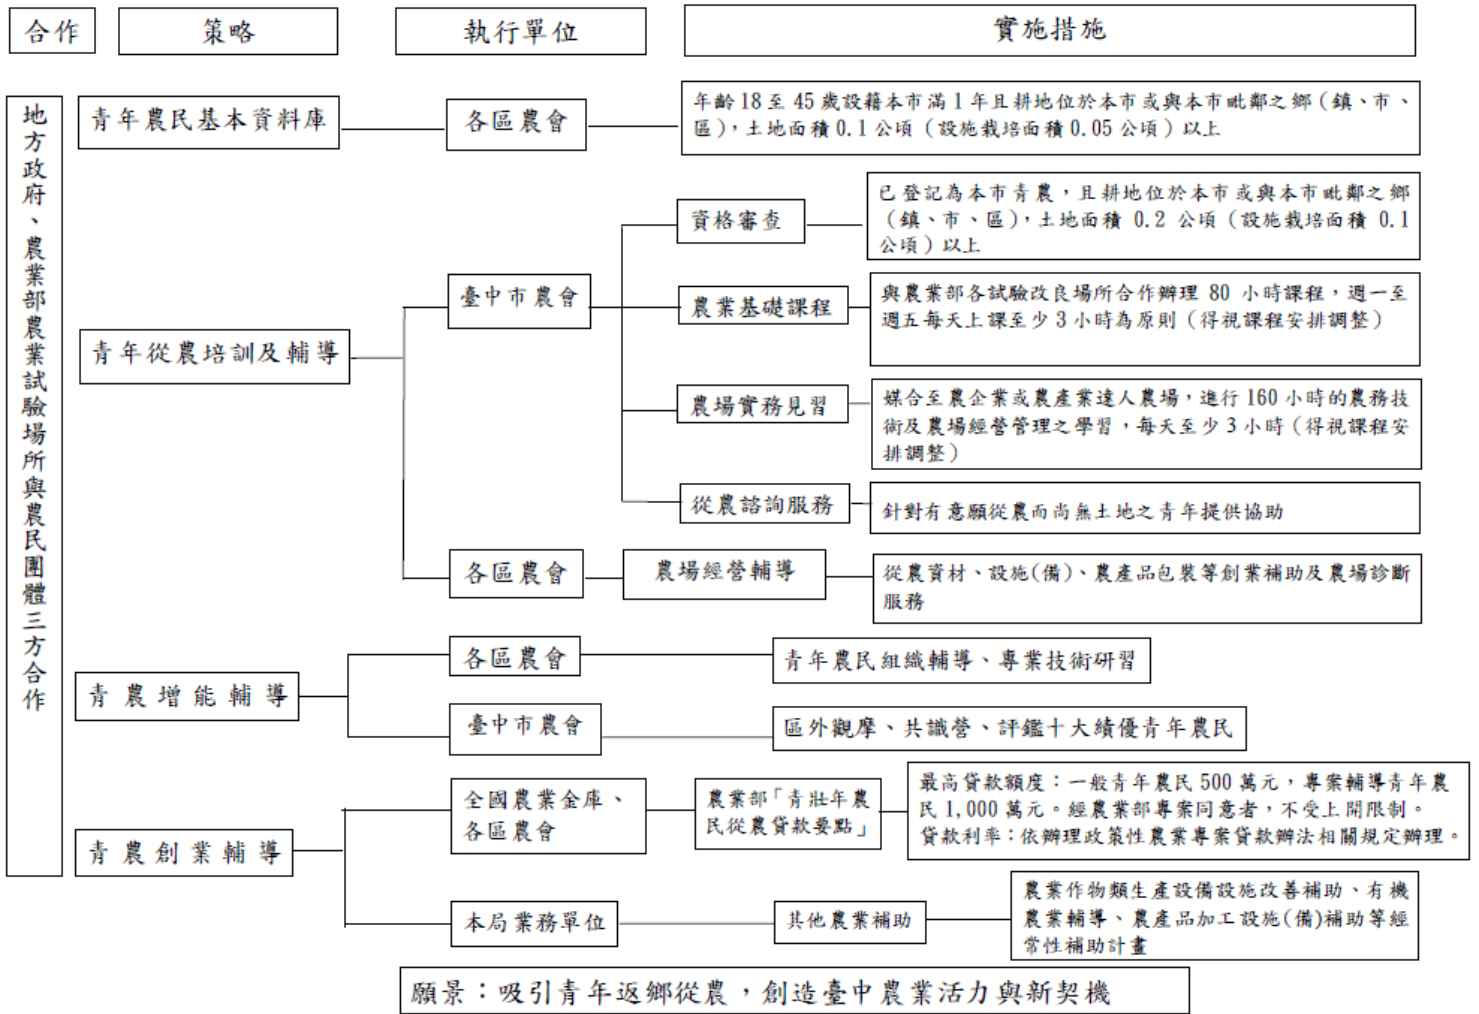 合作
策略
執行單位
實施措施
地方政府、農業部農業試驗場所與農民團體三方合作
青年農民基本資料庫
各區農會
年齡 18 至 45 歲設籍本市滿 1 年且耕地位於本市或與本市毗鄰之鄉（鎮、市、
區），土地面積 0.1 公頃（設施栽培面積 0.05 公頃）以上
青年從農培訓及輔導
臺中市農會
資格審查
已登記為本市青農，且耕地位於本市或與本市毗鄰之鄉
（鎮、市、區），土地面積 0.2 公頃（設施栽培面積 0.1
公頃）以上
農業基礎課程
與農業部各試驗改良場所合作辦理 80 小時課程，週一至
週五每天上課至少 3 小時為原則（得視課程安排調整）
農場實務見習
媒合至農企業或農產業達人農場，進行 160 小時的農務技
術及農場經營管理之學習，每天至少 3 小時（得視課程安
排調整）
從農諮詢服務
針對有意願從農而尚無土地之青年提供協助
各區農會
農場經營輔導
從農資材、設施(備)、農產品包裝等創業補助及農場診斷
服務
青農增能輔導
各區農會
青年農民組織輔導、專業技術研習
臺中市農會
區外觀摩、共識營、評鑑十大績優青年農民
青農創業輔導
全國農業金庫、
各區農會
農業部「青壯年農
民從農貸款要點」
最高貸款額度：一般青年農民 500 萬元，專案輔導青年農
民 1,000 萬元。經農業部專案同意者，不受上開限制。
貸款利率：依辦理政策性農業專案貸款辦法相關規定辦理。
本局業務單位
其他農業補助
農業作物類生產設備設施改善補助、有機
農業輔導、農產品加工設施(備)補助等經
常性補助計畫
願景：吸引青年返鄉從農，創造臺中農業活力與新契機